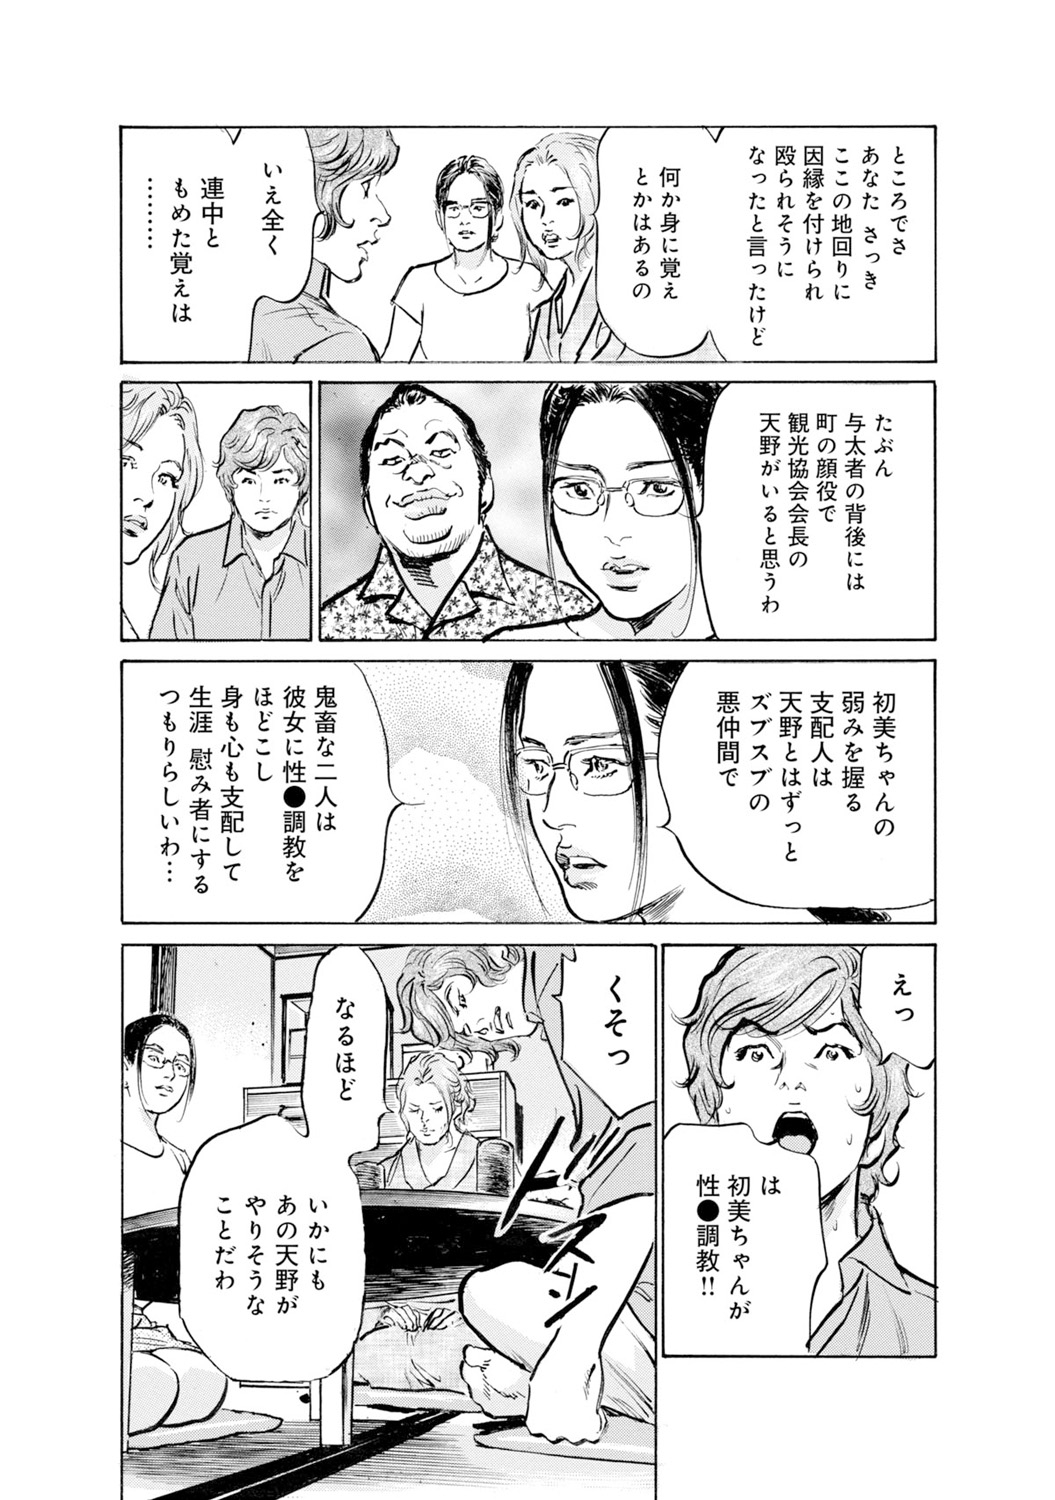 ところでさ
あなた さっき
ここの地回りに
因縁を付けられ
殴られそうに
なったと言ったけど
何か身に覚え
とかはあるの
いえ全く
連中と
もめた覚えは
………
たぶん
与太者の背後には
町の顔役で
観光協会会長の
天野がいると思うわ
初美ちゃんの
弱みを握る
支配人は
天野とはずっと
ズブズブの
悪仲間で
鬼畜な二人は
彼女に性●調教を
ほどこし
身も心も支配して
生涯 慰み者にする
つもりらしいわ…
えっ
は
初美ちゃんが
性●調教!!
くそっ
ドスン
なるほど
いかにも
あの天野が
やりそうな
ことだわ